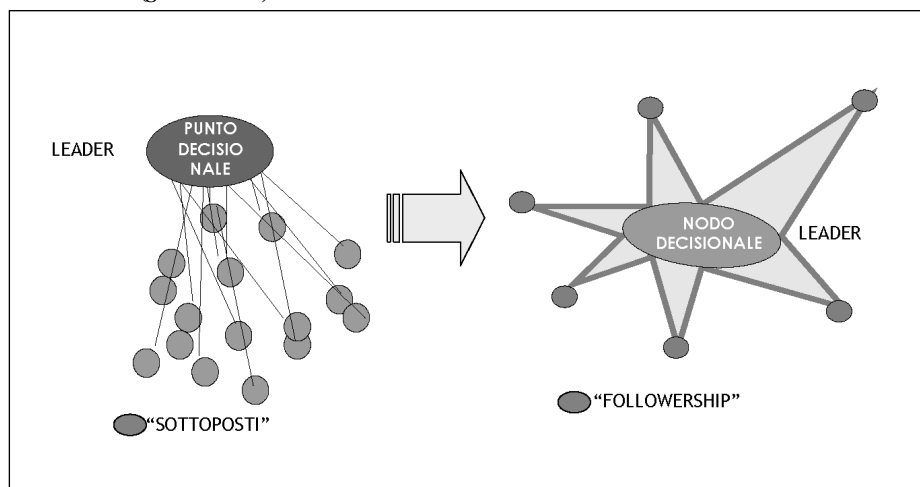 LEADER
PUNTO
DECISIO
NALE
"SOTTOPOSTI"
NODO
DECISIONALE
LEADER
"FOLLOWERSHIP"